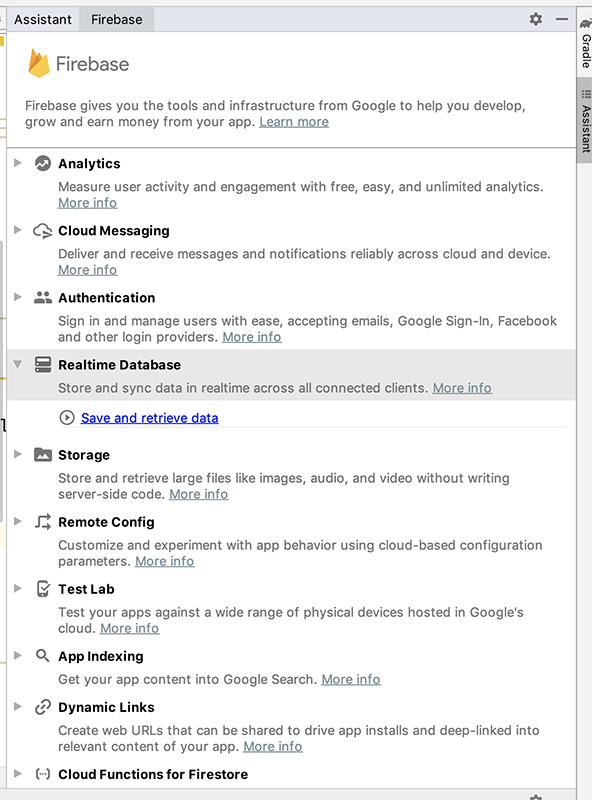 Assistant Firebase
Gradle
Assistant
Firebase
Firebase gives you the tools and infrastructure from Google to help you develop,
grow and earn money from your app. Learn more
Analytics
Measure user activity and engagement with free, easy, and unlimited analytics.
More info
Cloud Messaging
Deliver and receive messages and notifications reliably across cloud and device.
More info
Authentication
Sign in and manage users with ease, accepting emails, Google Sign-In, Facebook
and other login providers. More info
Realtime Database
Store and sync data in realtime across all connected clients. More info
Save and retrieve data
Storage
Store and retrieve large files like images, audio, and video without writing
server-side code. More info
Remote Config
Customize and experiment with app behavior using cloud-based configuration
parameters. More info
Test Lab
Test your apps against a wide range of physical devices hosted in Google's
cloud. More info
App Indexing
Get your app content into Google Search. More info
Dynamic Links
Create web URLs that can be shared to drive app installs and deep-linked into
relevant content of your app. More info
Cloud Functions for Firestore